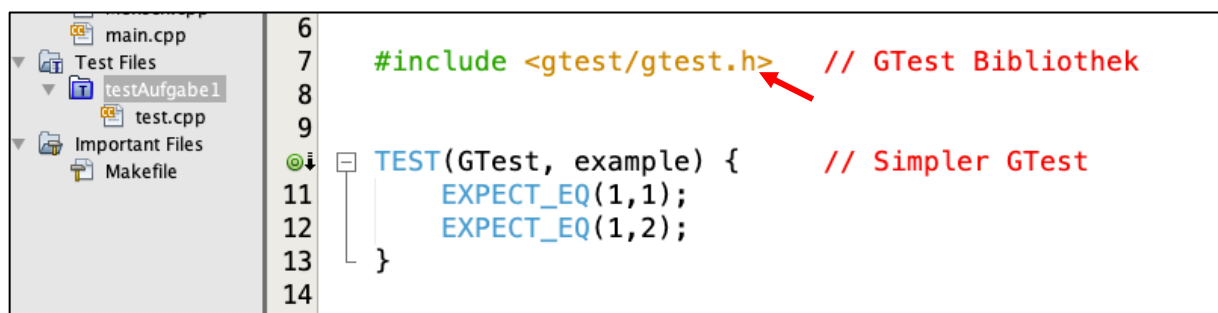 main.cpp
Test Files
testAufgabe1
test.cpp
Important Files
Makefile
6
7 #include <gtest/gtest.h> // GTest Bibliothek
8
9
TEST(GTest, example) { // Simpler GTest
11 EXPECT_EQ(1,1);
12 EXPECT_EQ(1,2);
13 }
14